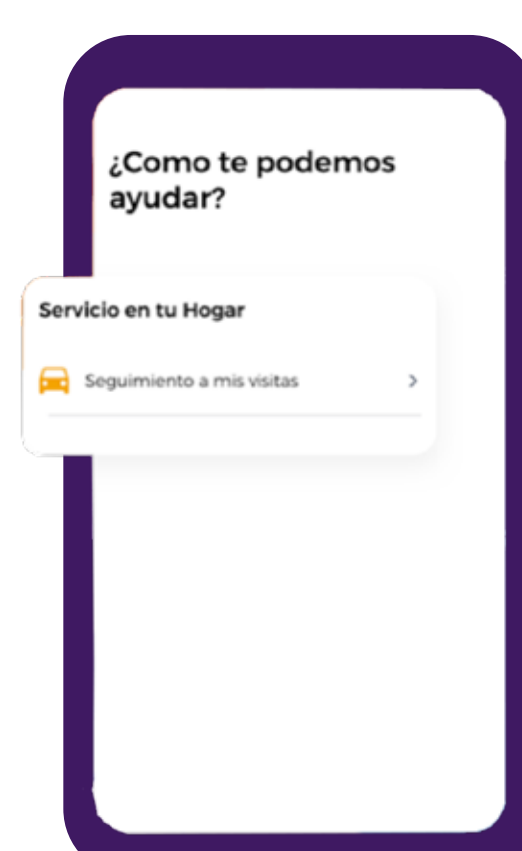 ¿Como te podemos
ayudar?
Servicio en tu Hogar
Seguimiento a mis visitas